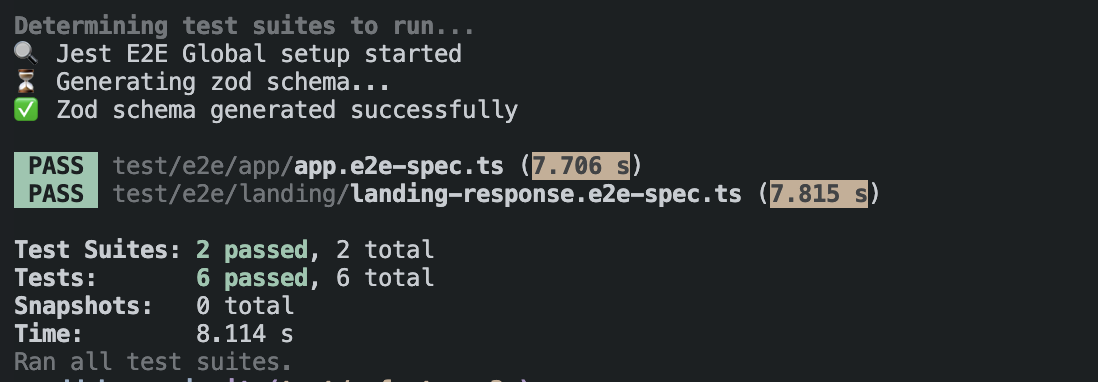 Determining test suites to run...
🔍 Jest E2E Global setup started
⏳ Generating zod schema...
✅ Zod schema generated successfully
PASS test/e2e/app/app.e2e-spec.ts (7.706 s)
PASS test/e2e/landing/landing-response.e2e-spec.ts (7.815 s)
Test Suites: 2 passed, 2 total
Tests: 6 passed, 6 total
Snapshots: 0 total
Time: 8.114 s
Ran all test suites.